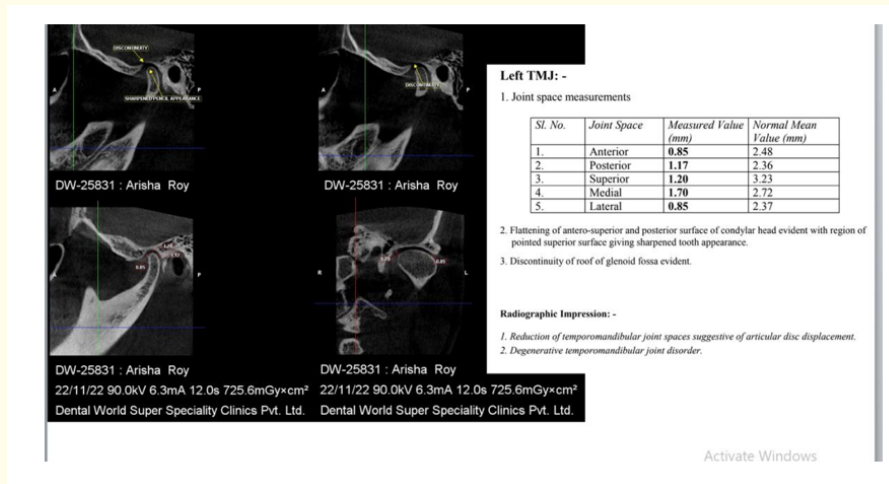 DISCONTINUITY
SHARPENED PENCIL APPEARANCE
A
P
DW-25831 : Arisha Roy
A
P
DW-25831 : Arisha Roy
0.85
P
DW-25831 : Arisha Roy
22/11/22 90.0kV 6.3mA 12.0s 725.6mGy×cm²
Dental World Super Speciality Clinics Pvt. Ltd.
R
0.85
L
DW-25831 : Arisha Roy
22/11/22 90.0kV 6.3mA 12.0s 725.6mGy×cm²
Dental World Super Speciality Clinics Pvt. Ltd.
Left TMJ: -
1. Joint space measurements
Sl. No. Joint Space Measured Value (mm) Normal Mean Value (mm)
1. Anterior 0.85 2.48
2. Posterior 1.17 2.36
3. Superior 1.20 3.23
4. Medial 1.70 2.72
5. Lateral 0.85 2.37
2. Flattening of antero-superior and posterior surface of condylar head evident with region of
pointed superior surface giving sharpened tooth appearance.
3. Discontinuity of roof of glenoid fossa evident.
Radiographic Impression: -
1. Reduction of temporomandibular joint spaces suggestive of articular disc displacement.
2. Degenerative temporomandibular joint disorder.
Activate Windows